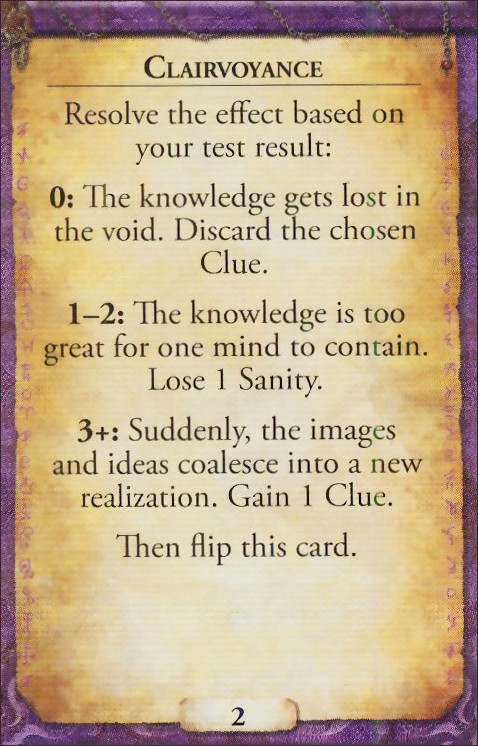 CLAIRVOYANCE
Resolve the effect based on
your test result:
0: The knowledge gets lost in
the void. Discard the chosen
Clue.
1–2: The knowledge is too
great for one mind to contain.
Lose 1 Sanity.
3+: Suddenly, the images
and ideas coalesce into a new
realization. Gain 1 Clue.
Then flip this card.
2